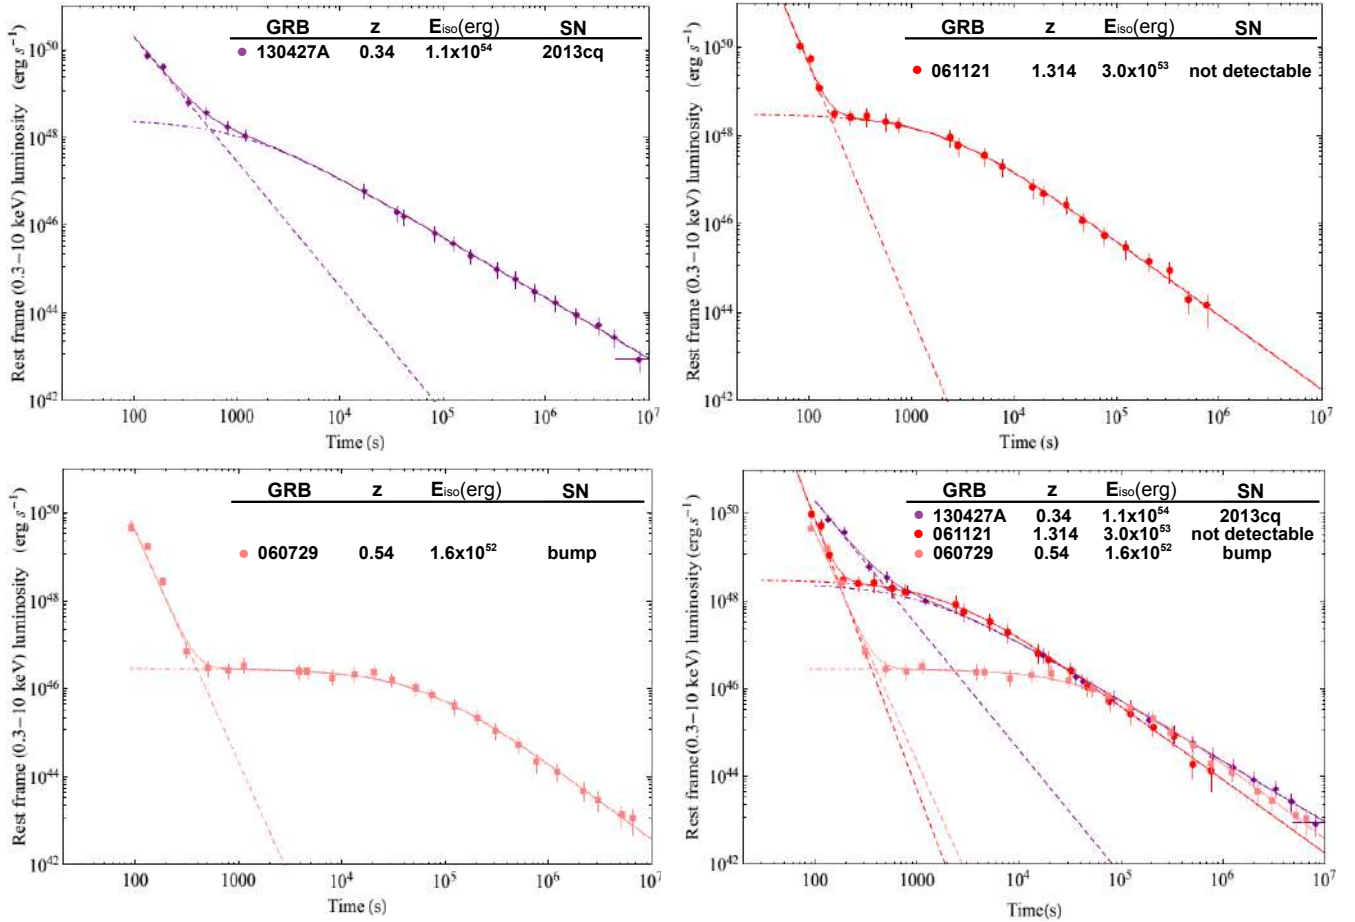 GRB z Eiso(erg) SN
130427A 0.34 1.1x10^54 2013cq
Rest frame (0.3−10 keV) luminosity (erg s^−1)
10^50
10^48
10^46
10^44
10^42
100 1000 10^4 10^5 10^6 10^7
Time (s)
GRB z Eiso(erg) SN
061121 1.314 3.0x10^53 not detectable
Rest frame (0.3−10 keV) luminosity (erg s^−1)
10^50
10^48
10^46
10^44
10^42
100 1000 10^4 10^5 10^6 10^7
Time (s)
GRB z Eiso(erg) SN
060729 0.54 1.6x10^52 bump
Rest frame (0.3−10 keV) luminosity (erg s^−1)
10^50
10^48
10^46
10^44
10^42
100 1000 10^4 10^5 10^6 10^7
Time (s)
GRB z Eiso(erg) SN
130427A 0.34 1.1x10^54 2013cq
061121 1.314 3.0x10^53 not detectable
060729 0.54 1.6x10^52 bump
Rest frame(0.3−10 keV) luminosity (erg s^−1)
10^50
10^48
10^46
10^44
10^42
100 1000 10^4 10^5 10^6 10^7
Time(s)